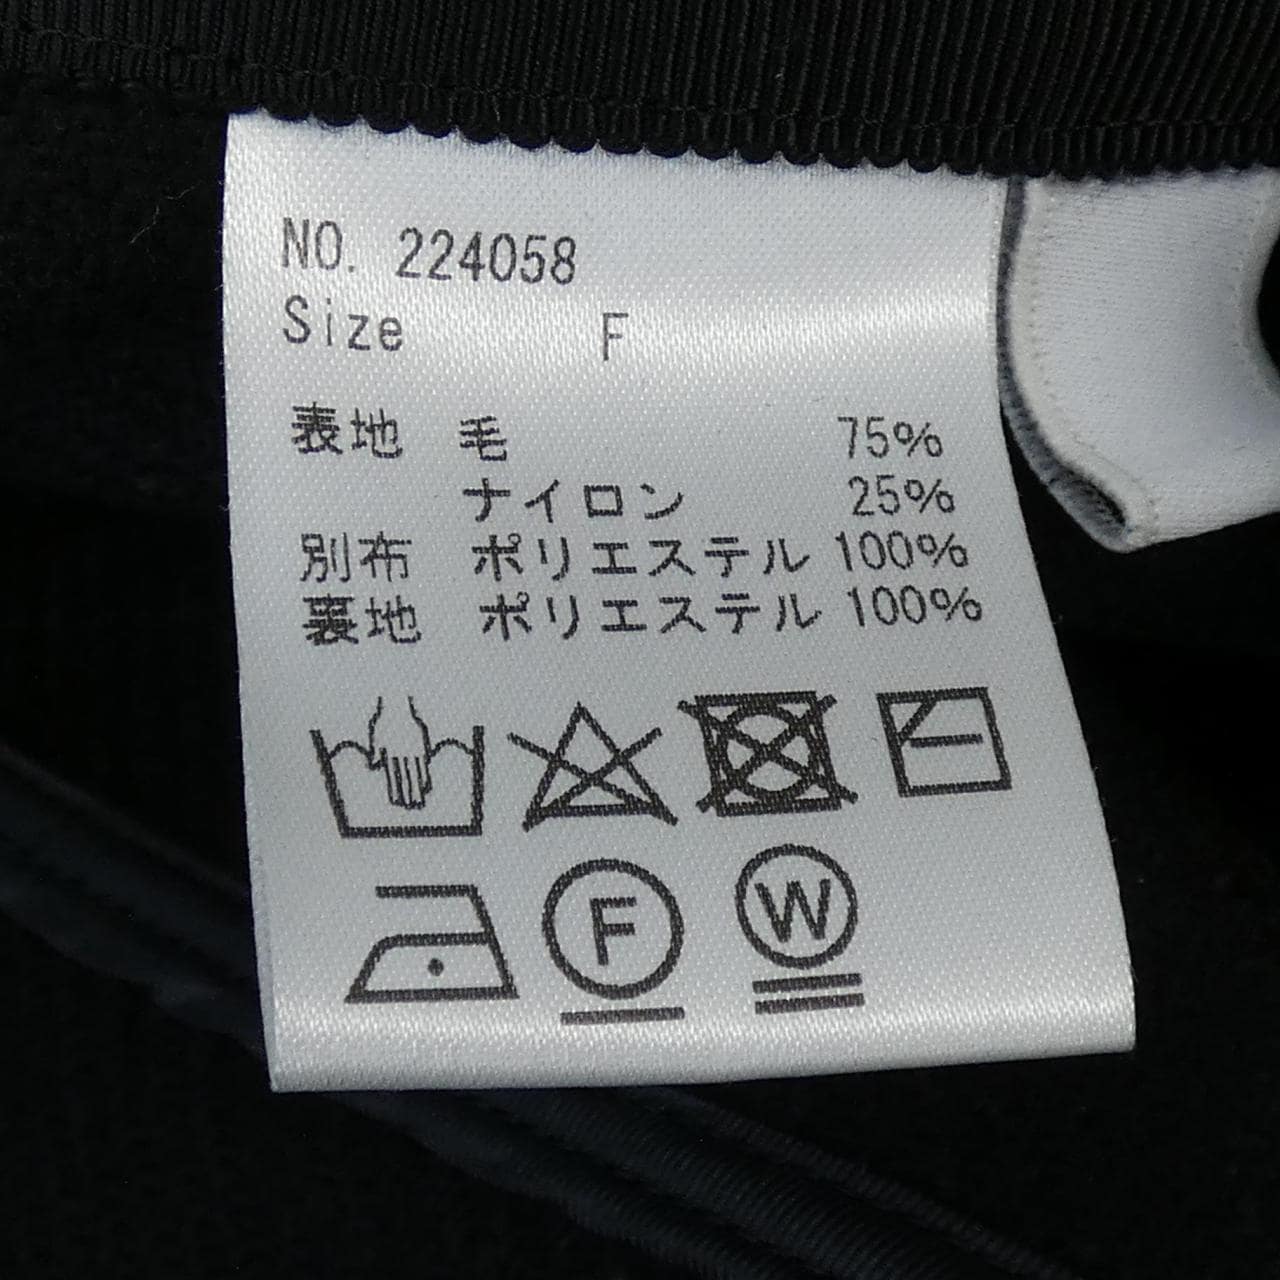 NO. 224058
Size F
表地 毛 75%
ナイロン 25%
別布 ポリエステル 100%
裏地 ポリエステル 100%
F W